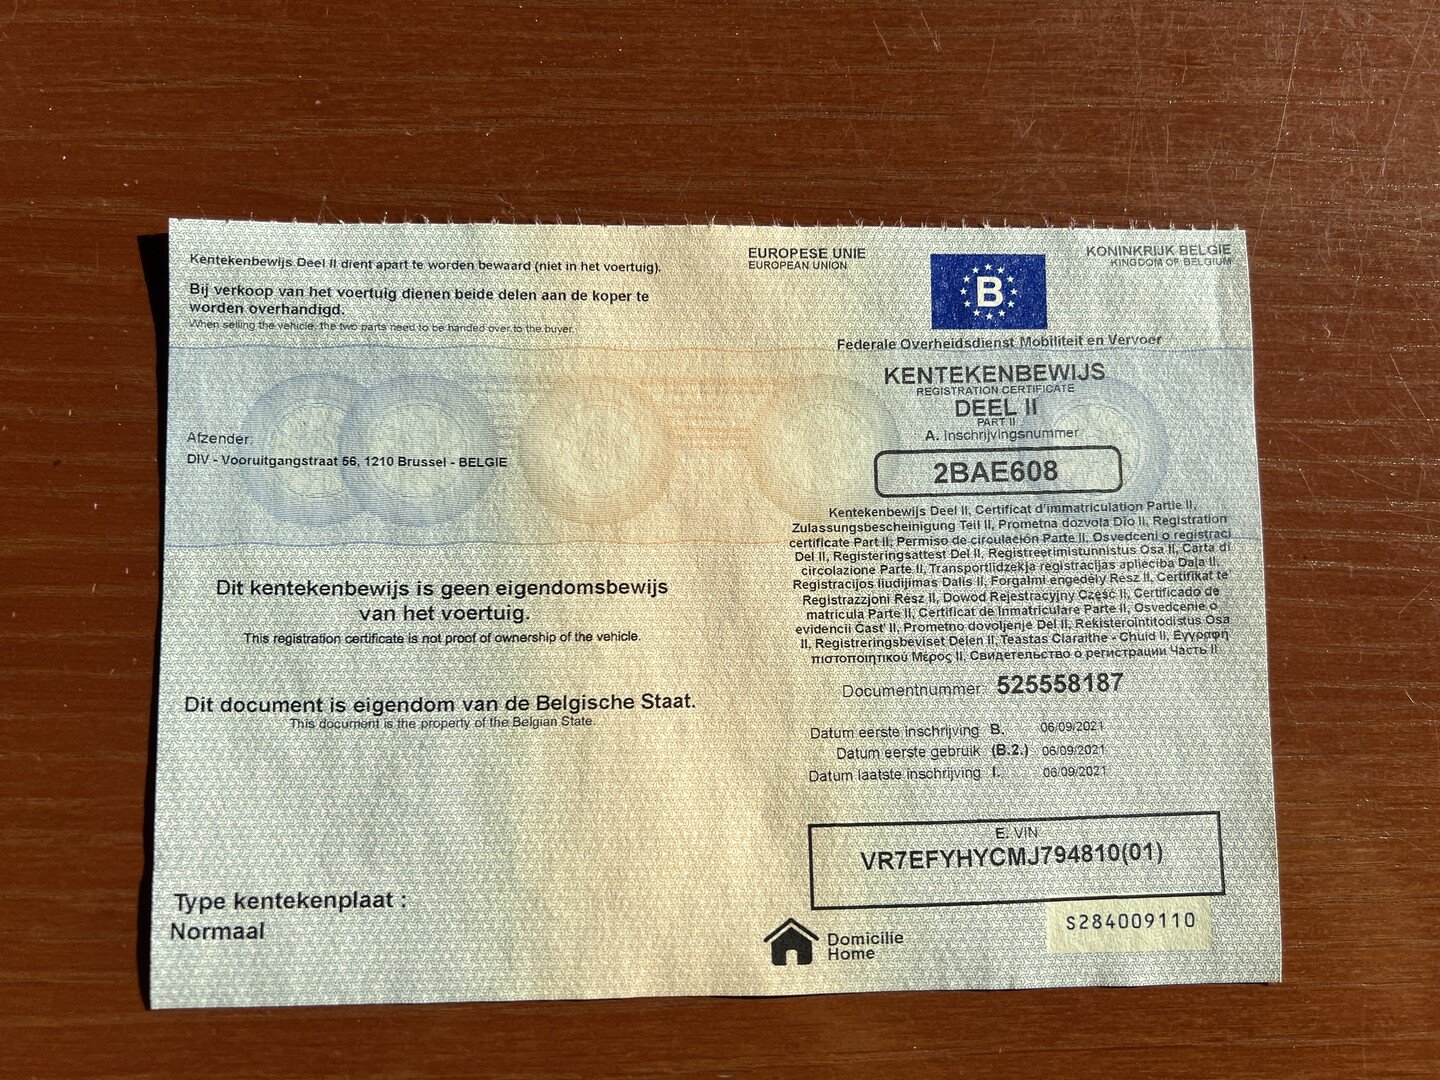 Kentekenbewijs Deel II dient apart te worden bewaard (niet in het voertuig).
Bij verkoop van het voertuig dienen beide delen aan de koper te
worden overhandigd.
When selling the vehicle, the two parts need to be handed over to the buyer.
Afzender:
DIV - Vooruitgangstraat 56, 1210 Brussel - BELGIE
Dit kentekenbewijs is geen eigendomsbewijs
van het voertuig.
This registration certificate is not proof of ownership of the vehicle.
Dit document is eigendom van de Belgische Staat.
This document is the property of the Belgian State.
Type kentekenplaat :
Normaal
EUROPESE UNIE
EUROPEAN UNION
B
KONINKRIJK BELGIE
KINGDOM OF BELGIUM
Federale Overheidsdienst Mobiliteit en Vervoer
KENTEKENBEWIJS
REGISTRATION CERTIFICATE
DEEL II
PART II
A. Inschrijvingsnummer
2BAE608
Kentekenbewijs Deel II, Certificat d'immatriculation Partie II,
Zulassungsbescheinigung Teil II, Prometna dozvola Dio II, Registration
certificate Part II, Permiso de circulación Parte II, Osvedceni o registraci
Del II, Registeringsattest Del II, Registreerimistunnistus Osa II, Carta di
circolazione Parte II, Transportlidzekja registracijas aplieciba Dala II,
Registracijos liudijimas Dalis II, Forgalmi engedély Resz II, Certifikat te
Registrazzjoni Resz II, Dowod Rejestracyjny Część II, Certificado de
matricula Parte II, Certificat de Inmatriculare Parte II, Osvedcenie o
evidencii Cast' II, Prometno dovoljenje Del II, Rekisterointitodistus Osa
II, Registreringsbeviset Delen II, Teastas Claraithe - Chuid II, Εγγραφή
πιστοποιητικού Μέρος II, Свидетельство о регистрации Часть II
Documentnummer: 525558187
Datum eerste inschrijving B. 06/09/2021
Datum eerste gebruik (B.2.) 06/09/2021
Datum laatste inschrijving I. 06/09/2021
E. VIN
VR7EFYHYCMJ794810(01)
S284009110
Domicilie
Home